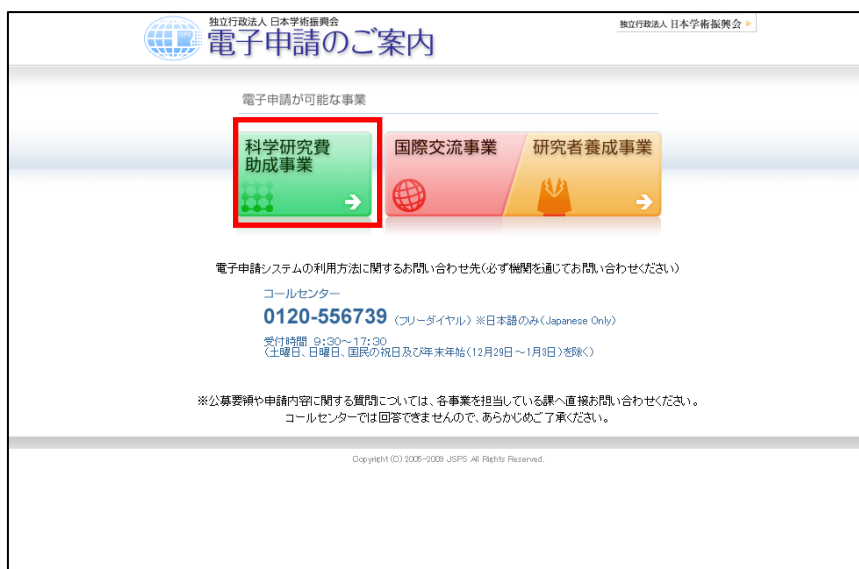 独立行政法人 日本学術振興会
電子申請のご案内
独立行政法人 日本学術振興会
電子申請が可能な事業
科学研究費
助成事業
国際交流事業
研究者養成事業
電子申請システムの利用方法に関するお問い合わせ先(必ず機関を通じてお問い合わせください)
コールセンター
0120-556739 (フリーダイヤル) ※日本語のみ(Japanese Only)
受付時間 9:30~17:30
(土曜日、日曜日、国民の祝日及び年末年始(12月29日~1月3日)を除く)
※公募要領や申請内容に関する質問については、各事業を担当している課へ直接お問い合わせください。
コールセンターでは回答できませんので、あらかじめご了承ください。
Copyright (C) 2005-2009 JSPS All Rights Reserved.